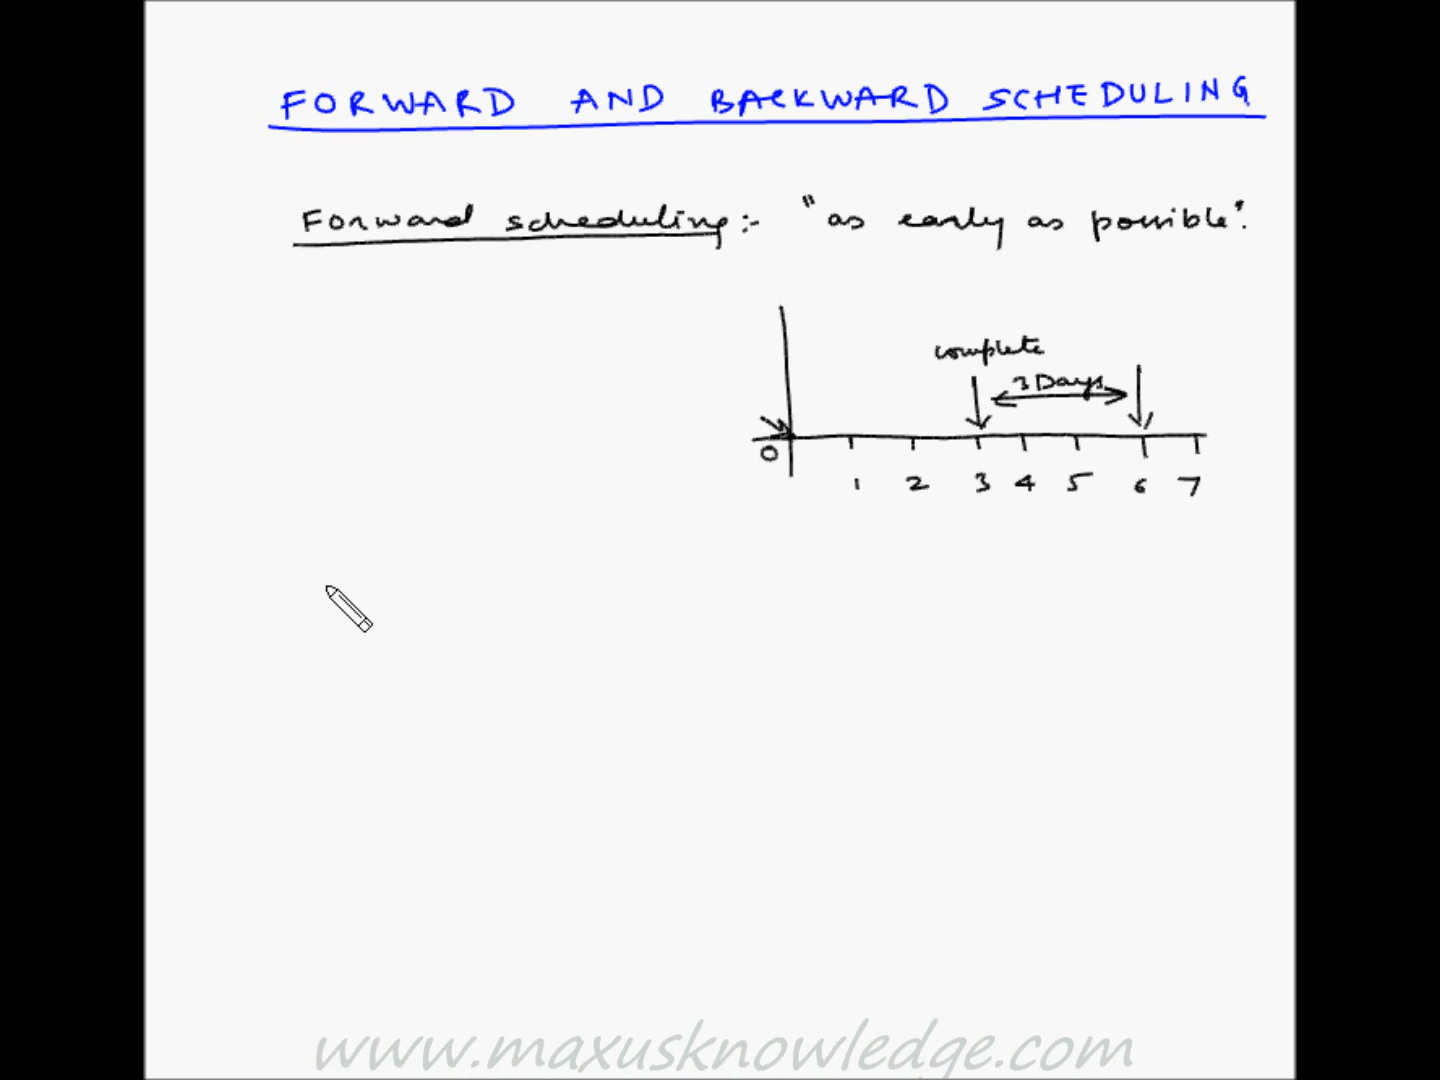 FORWARD AND BACKWARD SCHEDULING
Forward scheduling :- "as early as possible".
complete
3 Days
0
1 2 3 4 5 6 7
www.maxusknowledge.com